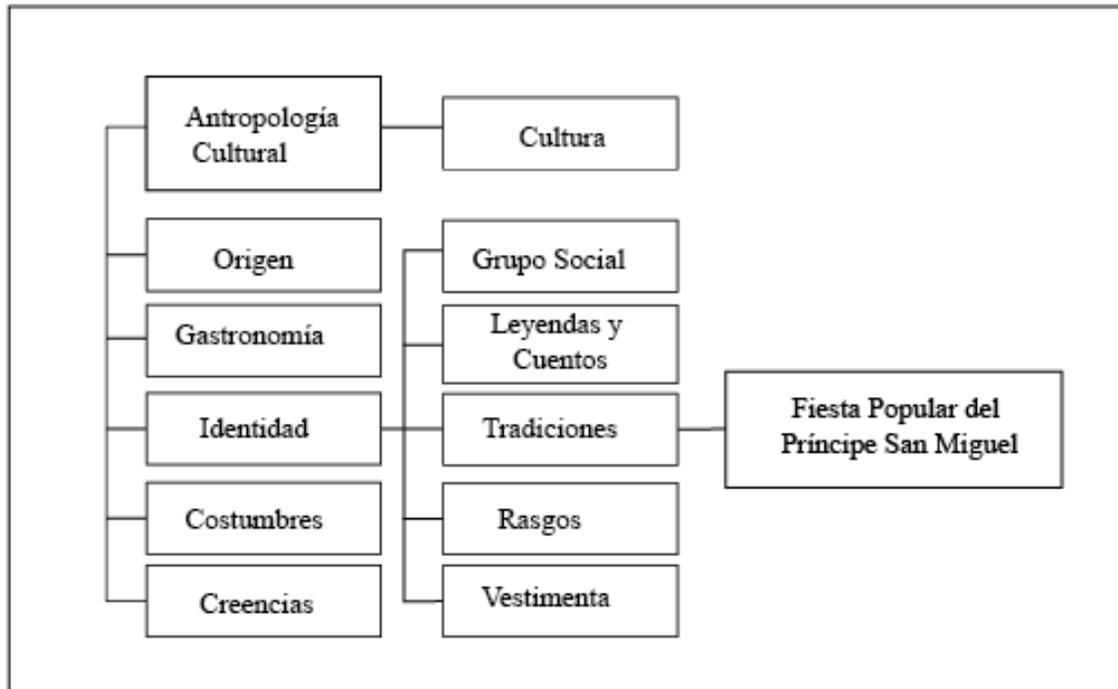 Antropología
Cultural
Cultura
Origen
Gastronomía
Identidad
Costumbres
Creencias
Grupo Social
Leyendas y
Cuentos
Tradiciones
Rasgos
Vestimenta
Fiesta Popular del
Príncipe San Miguel